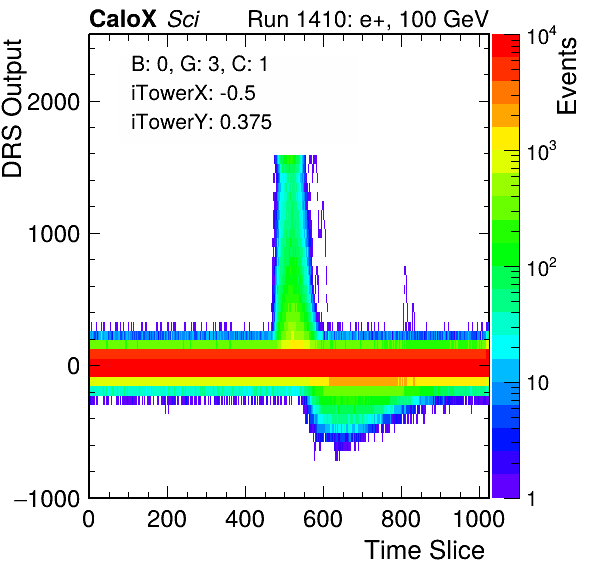 CaloX Sci Run 1410: e+, 100 GeV
B: 0, G: 3, C: 1
iTowerX: -0.5
iTowerY: 0.375
DRS Output
2000
1000
0
−1000
0 200 400 600 800 1000
Time Slice
Events
10^4
10^3
10^2
10
1